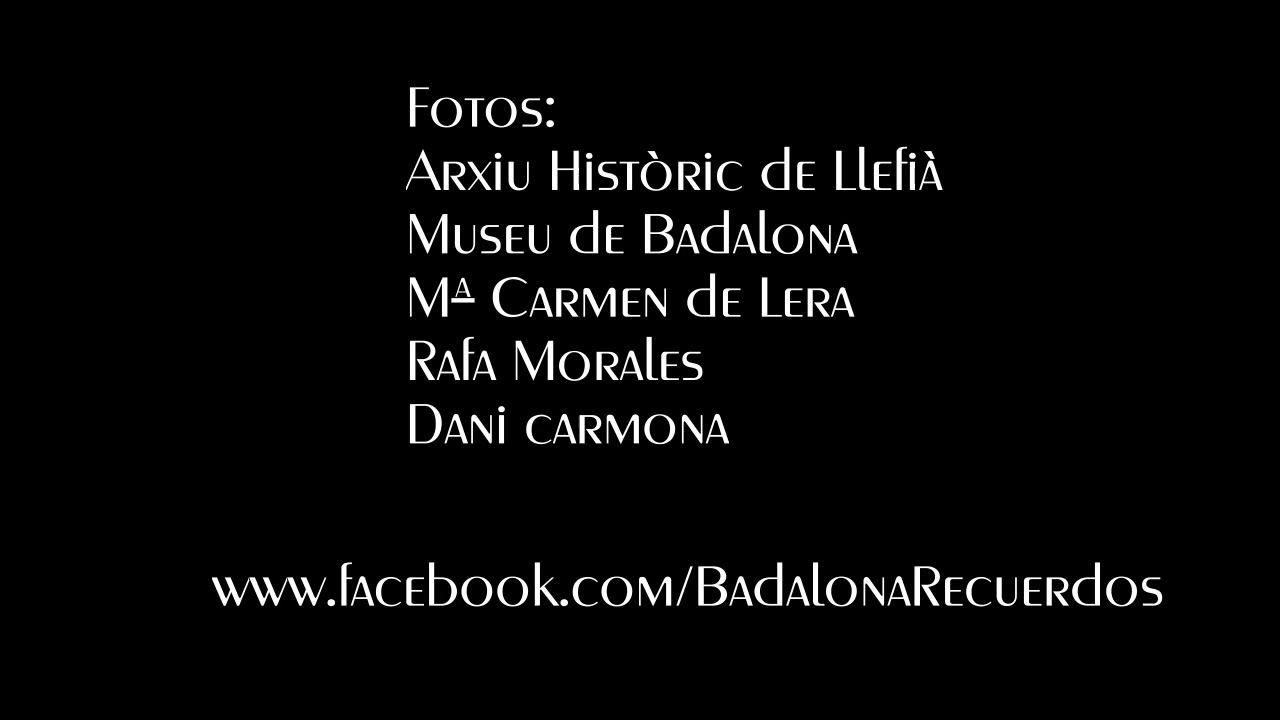 Fotos:
Arxiu Històric de Llefià
Museu de Badalona
Mª Carmen de Lera
Rafa Morales
Dani carmona
www.facebook.com/BadalonaRecuerdos